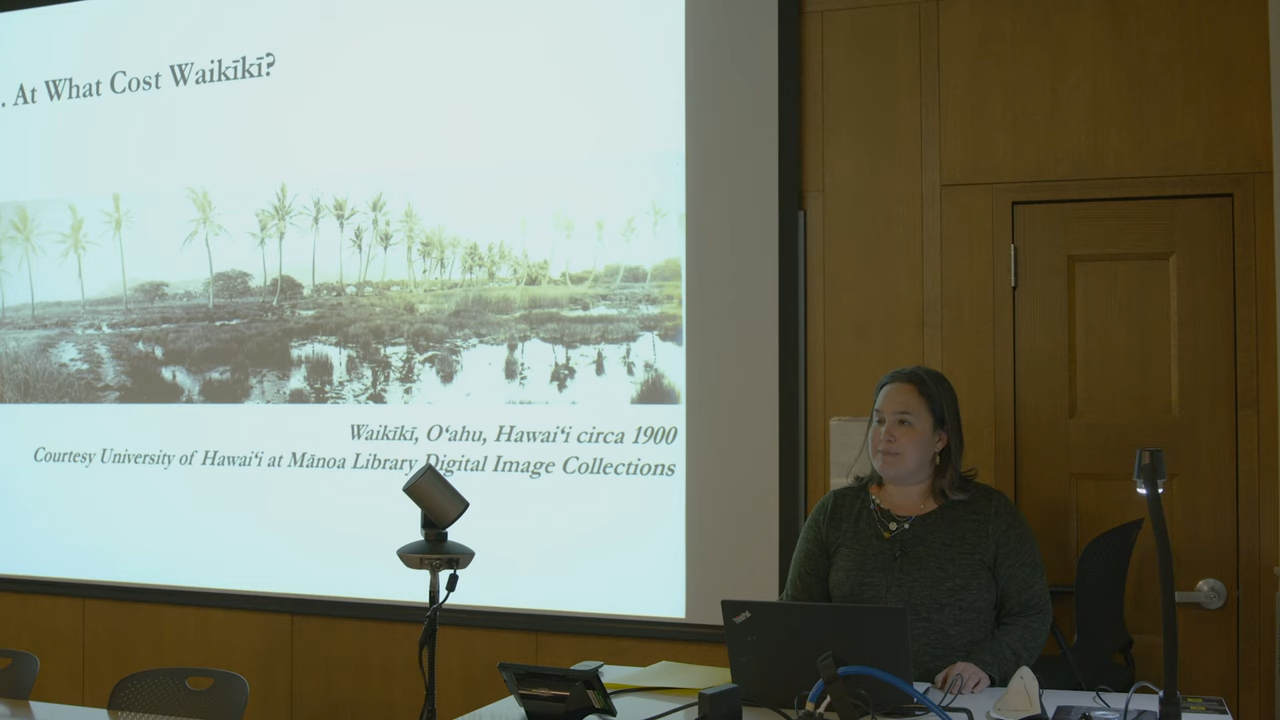 . At What Cost Waikīkī?
Waikīkī, Oʻahu, Hawaiʻi circa 1900
Courtesy University of Hawaiʻi at Mānoa Library Digital Image Collections
ThinkPad